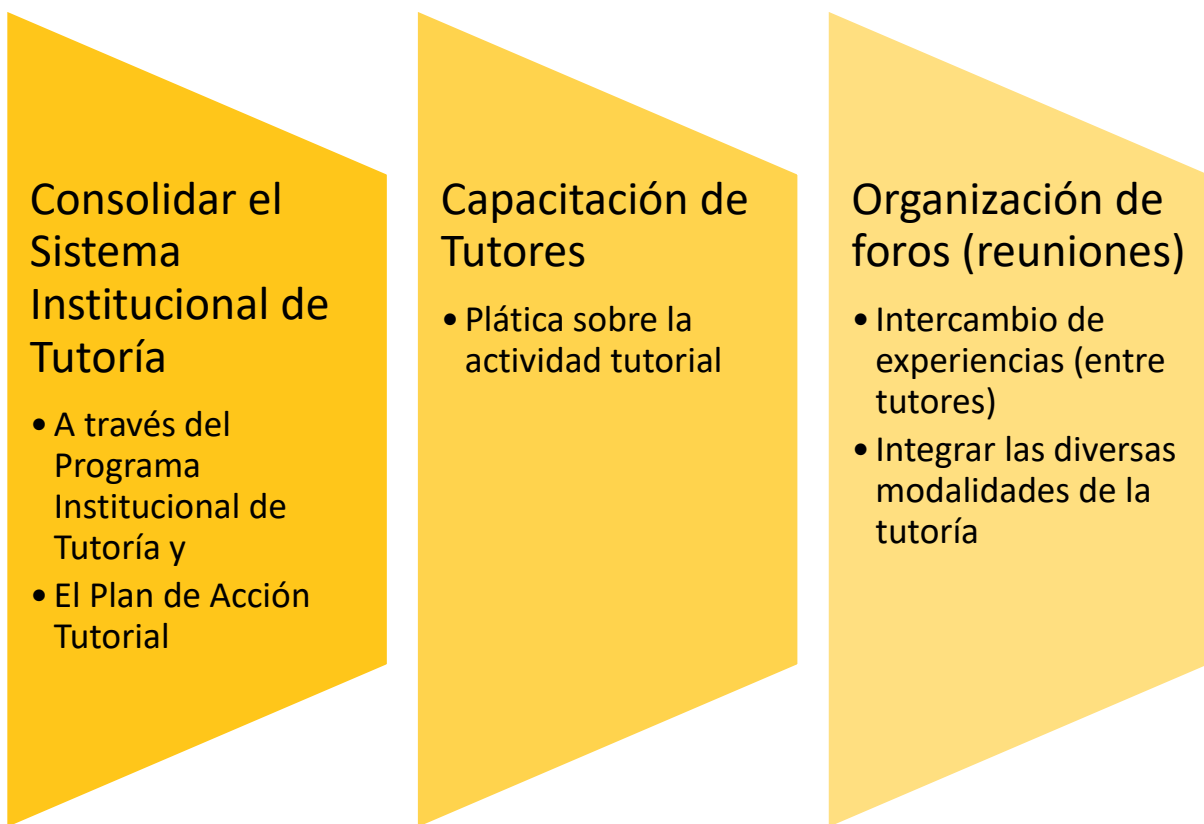 Consolidar el
Sistema
Institucional de
Tutoría
• A través del
Programa
Institucional de
Tutoría y
• El Plan de Acción
Tutorial
Capacitación de
Tutores
• Plática sobre la
actividad tutorial
Organización de
foros (reuniones)
• Intercambio de
experiencias (entre
tutores)
• Integrar las diversas
modalidades de la
tutoría